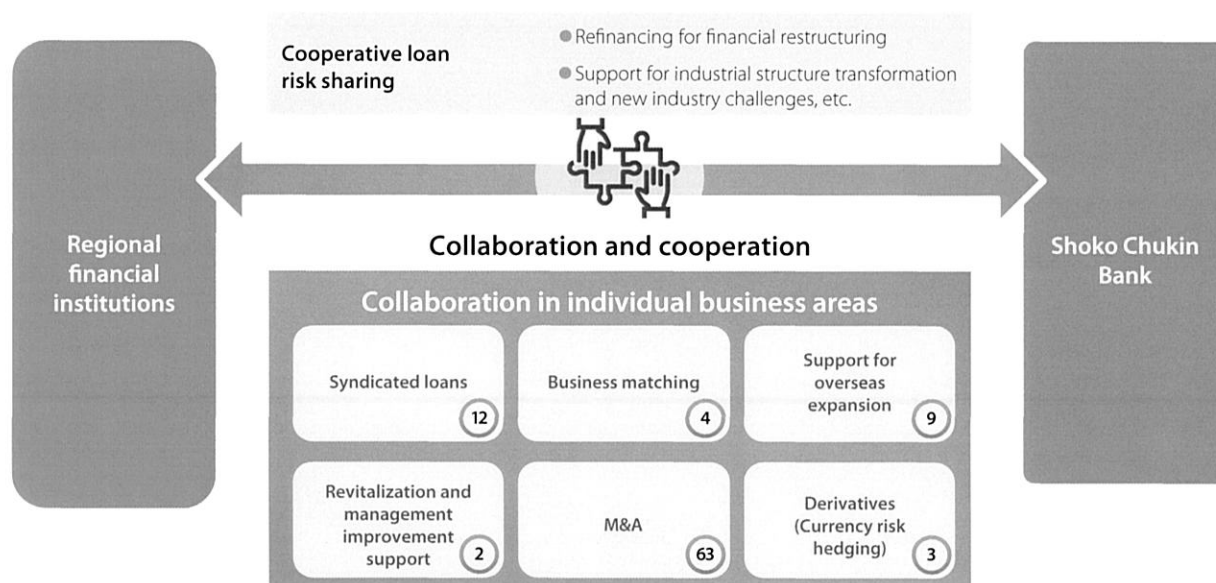 Cooperative loan
risk sharing
● Refinancing for financial restructuring
● Support for industrial structure transformation
and new industry challenges, etc.
Regional
financial
institutions
Shoko Chukin
Bank
Collaboration and cooperation
Collaboration in individual business areas
Syndicated loans
12
Business matching
4
Support for
overseas
expansion
9
Revitalization and
management
improvement
support
2
M&A
63
Derivatives
(Currency risk
hedging)
3